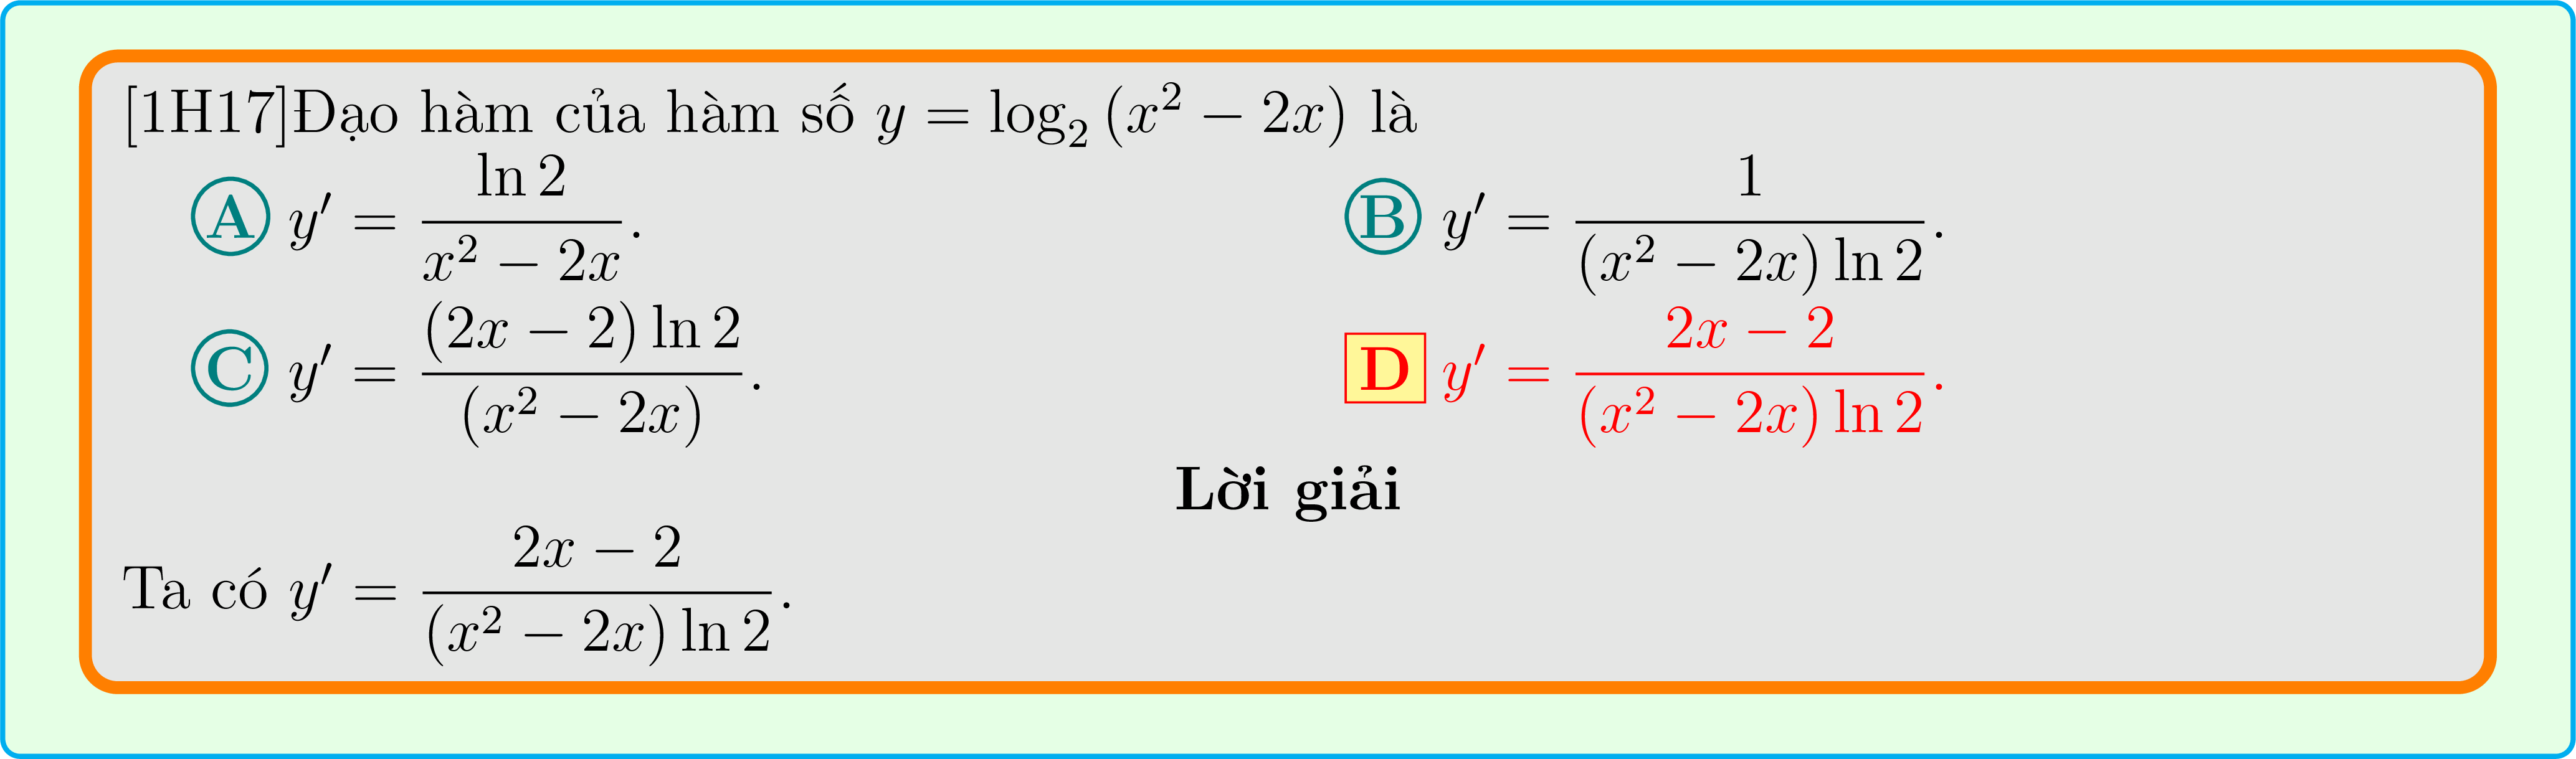 [1H17]Đạo hàm của hàm số $y = \log_2 (x^2 - 2x)$ là
A $y' = \frac{\ln 2}{x^2 - 2x}$. B $y' = \frac{1}{(x^2 - 2x) \ln 2}$.
C $y' = \frac{(2x - 2) \ln 2}{(x^2 - 2x)}$. D $y' = \frac{2x - 2}{(x^2 - 2x) \ln 2}$.
Lời giải
Ta có $y' = \frac{2x - 2}{(x^2 - 2x) \ln 2}$.